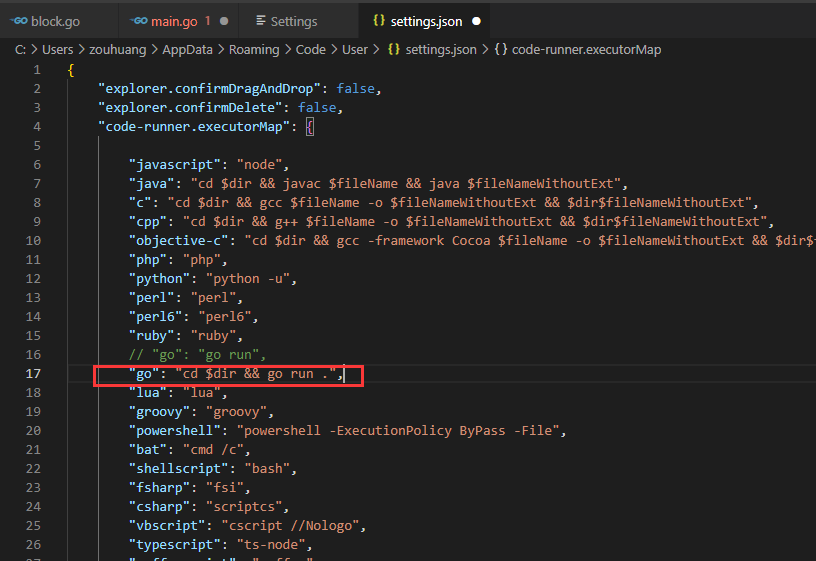 block.go main.go 1 Settings settings.json
C: > Users > zouhuang > AppData > Roaming > Code > User > {} settings.json > {} code-runner.executorMap
1 {
2 "explorer.confirmDragAndDrop": false,
3 "explorer.confirmDelete": false,
4 "code-runner.executorMap": {
5
6 "javascript": "node",
7 "java": "cd $dir && javac $fileName && java $fileNameWithoutExt",
8 "c": "cd $dir && gcc $fileName -o $fileNameWithoutExt && $dir$fileNameWithoutExt",
9 "cpp": "cd $dir && g++ $fileName -o $fileNameWithoutExt && $dir$fileNameWithoutExt",
10 "objective-c": "cd $dir && gcc -framework Cocoa $fileName -o $fileNameWithoutExt && $dir$
11 "php": "php",
12 "python": "python -u",
13 "perl": "perl",
14 "perl6": "perl6",
15 "ruby": "ruby",
16 // "go": "go run",
17 "go": "cd $dir && go run .",
18 "lua": "lua",
19 "groovy": "groovy",
20 "powershell": "powershell -ExecutionPolicy ByPass -File",
21 "bat": "cmd /c",
22 "shellscript": "bash",
23 "fsharp": "fsi",
24 "csharp": "scriptcs",
25 "vbscript": "cscript //Nologo",
26 "typescript": "ts-node",